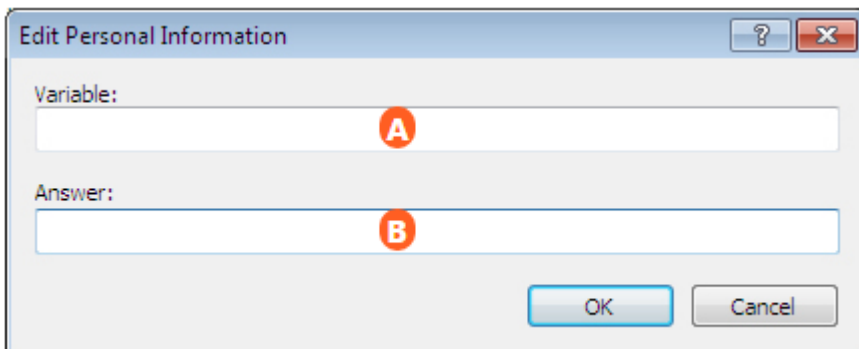 Edit Personal Information
?
Variable:
A
Answer:
B
OK Cancel